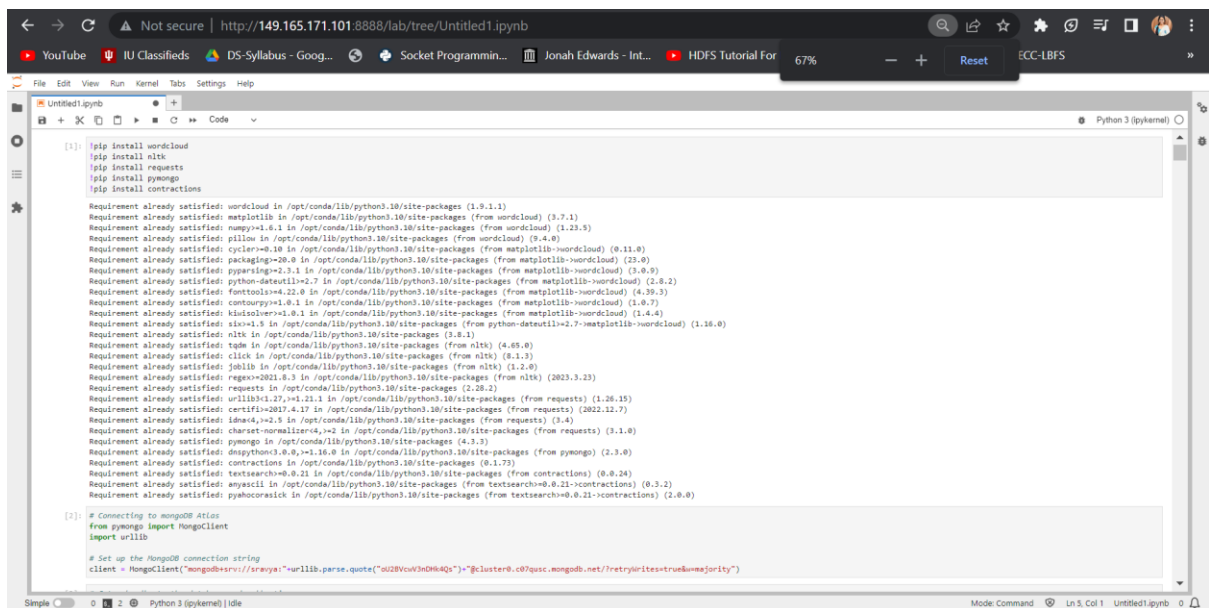 Not secure | http://149.165.171.101:8888/lab/tree/Untitled1.ipynb
YouTube IU Classifieds DS-Syllabus - Goog... Socket Programmin... Jonah Edwards - Int... HDFS Tutorial For ECC-LBFS »
67% — + Reset
File Edit View Run Kernel Tabs Settings Help
Untitled1.ipynb
Code Python 3 (ipykernel)
[1]: !pip install wordcloud
!pip install nltk
!pip install requests
!pip install pymongo
!pip install contractions
Requirement already satisfied: wordcloud in /opt/conda/lib/python3.10/site-packages (1.9.1.1)
Requirement already satisfied: matplotlib in /opt/conda/lib/python3.10/site-packages (from wordcloud) (3.7.1)
Requirement already satisfied: numpy>=1.6.1 in /opt/conda/lib/python3.10/site-packages (from wordcloud) (1.23.5)
Requirement already satisfied: pillow in /opt/conda/lib/python3.10/site-packages (from wordcloud) (9.4.0)
Requirement already satisfied: cycler>=0.10 in /opt/conda/lib/python3.10/site-packages (from matplotlib->wordcloud) (0.11.0)
Requirement already satisfied: packaging>=20.0 in /opt/conda/lib/python3.10/site-packages (from matplotlib->wordcloud) (23.0)
Requirement already satisfied: pyparsing>=2.3.1 in /opt/conda/lib/python3.10/site-packages (from matplotlib->wordcloud) (3.0.9)
Requirement already satisfied: python-dateutil>=2.7 in /opt/conda/lib/python3.10/site-packages (from matplotlib->wordcloud) (2.8.2)
Requirement already satisfied: fonttools>=4.22.0 in /opt/conda/lib/python3.10/site-packages (from matplotlib->wordcloud) (4.39.3)
Requirement already satisfied: contourpy>=1.0.1 in /opt/conda/lib/python3.10/site-packages (from matplotlib->wordcloud) (1.0.7)
Requirement already satisfied: kiwisolver>=1.0.1 in /opt/conda/lib/python3.10/site-packages (from matplotlib->wordcloud) (1.4.4)
Requirement already satisfied: six>=1.5 in /opt/conda/lib/python3.10/site-packages (from python-dateutil>=2.7->matplotlib->wordcloud) (1.16.0)
Requirement already satisfied: nltk in /opt/conda/lib/python3.10/site-packages (3.8.1)
Requirement already satisfied: tqdm in /opt/conda/lib/python3.10/site-packages (from nltk) (4.65.0)
Requirement already satisfied: click in /opt/conda/lib/python3.10/site-packages (from nltk) (8.1.3)
Requirement already satisfied: joblib in /opt/conda/lib/python3.10/site-packages (from nltk) (1.2.0)
Requirement already satisfied: regex>=2021.8.3 in /opt/conda/lib/python3.10/site-packages (from nltk) (2023.3.23)
Requirement already satisfied: requests in /opt/conda/lib/python3.10/site-packages (2.28.2)
Requirement already satisfied: urllib3<1.27,>=1.21.1 in /opt/conda/lib/python3.10/site-packages (from requests) (1.26.15)
Requirement already satisfied: certifi>=2017.4.17 in /opt/conda/lib/python3.10/site-packages (from requests) (2022.12.7)
Requirement already satisfied: idna<4,>=2.5 in /opt/conda/lib/python3.10/site-packages (from requests) (3.4)
Requirement already satisfied: charset-normalizer<4,>=2 in /opt/conda/lib/python3.10/site-packages (from requests) (3.1.0)
Requirement already satisfied: pymongo in /opt/conda/lib/python3.10/site-packages (4.3.3)
Requirement already satisfied: dnspython<3.0.0,>=1.16.0 in /opt/conda/lib/python3.10/site-packages (from pymongo) (2.3.0)
Requirement already satisfied: contractions in /opt/conda/lib/python3.10/site-packages (0.1.73)
Requirement already satisfied: textsearch>=0.0.21 in /opt/conda/lib/python3.10/site-packages (from contractions) (0.0.24)
Requirement already satisfied: anyascii in /opt/conda/lib/python3.10/site-packages (from textsearch>=0.0.21->contractions) (0.3.2)
Requirement already satisfied: pyahocorasick in /opt/conda/lib/python3.10/site-packages (from textsearch>=0.0.21->contractions) (2.0.0)
[2]: # Connecting to mongoDB Atlas
from pymongo import MongoClient
import urllib
# Set up the MongoDB connection string
client = MongoClient("mongodb+srv://sravya:"+urllib.parse.quote("")+"@cluster0.c07qusc.mongodb.net/?retryWrites=true&w=majority")
Simple 0 2 Python 3 (ipykernel) | Idle Mode: Command Ln 5, Col 1 Untitled1.ipynb 0